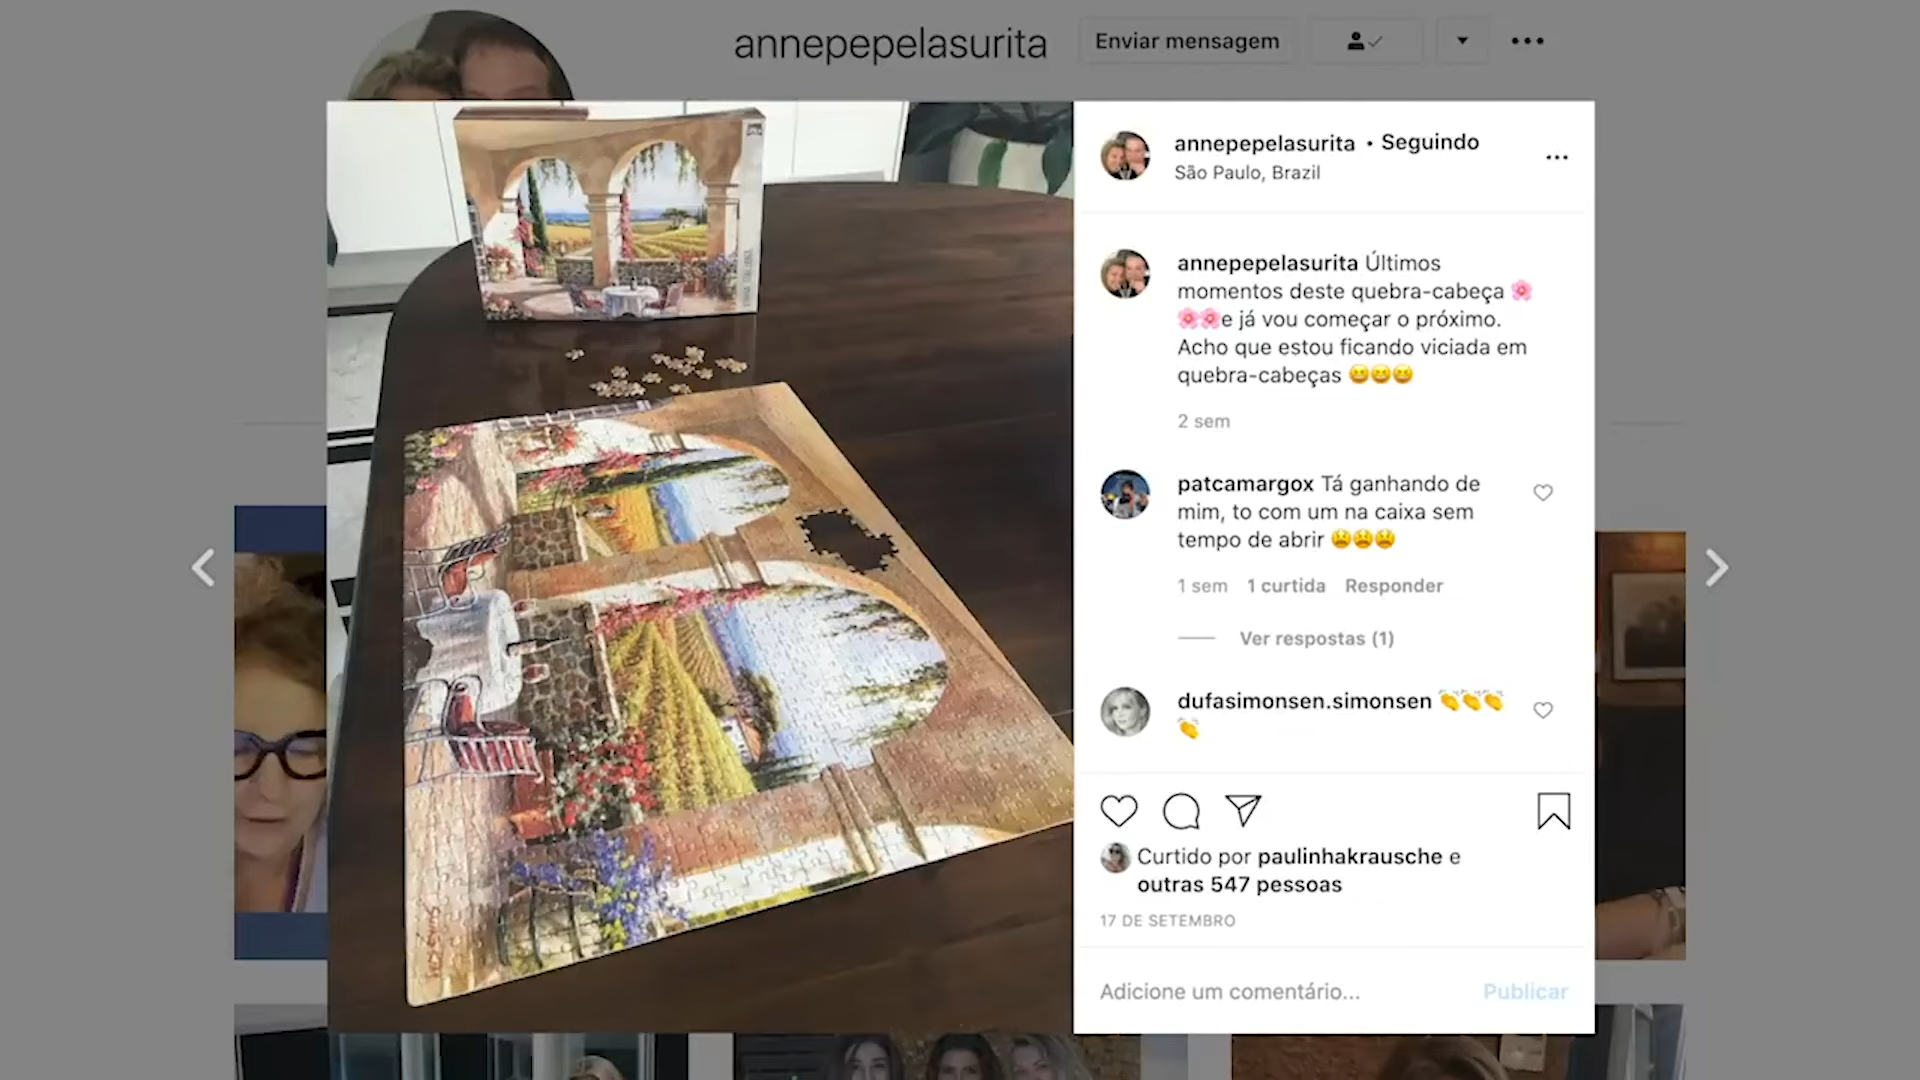 annepepelasurita Enviar mensagem
annepepelasurita • Seguindo
São Paulo, Brazil
annepepelasurita Últimos
momentos deste quebra-cabeça 🌸
🌸🌸e já vou começar o próximo.
Acho que estou ficando viciada em
quebra-cabeças 😆😆😆
2 sem
patcamargox Tá ganhando de
mim, to com um na caixa sem
tempo de abrir 😫😫😫
1 sem 1 curtida Responder
Ver respostas (1)
dufasimonsen.simonsen 👏👏👏
👏
Curtido por paulinhakrausche e
outras 547 pessoas
17 DE SETEMBRO
Adicione um comentário... Publicar